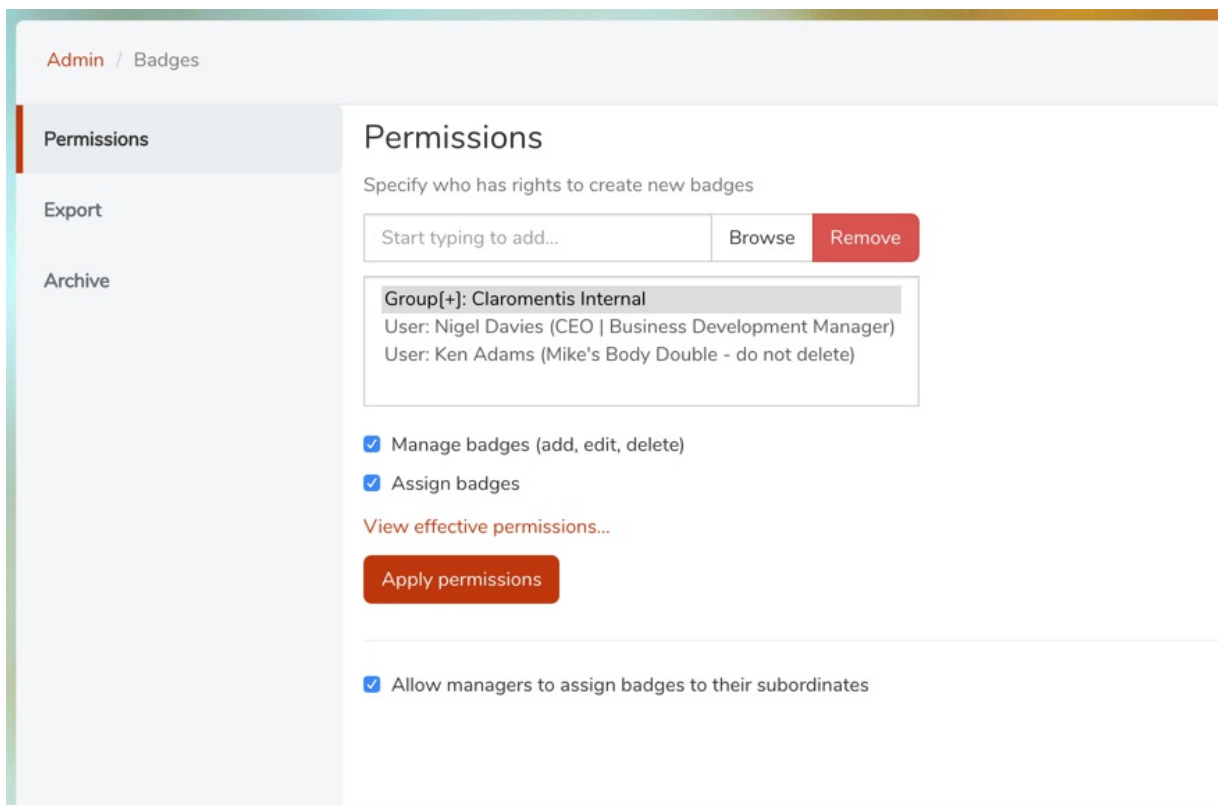 Admin / Badges
Permissions
Export
Archive
Permissions
Specify who has rights to create new badges
Start typing to add...
Browse
Remove
Group[+]: Claromentis Internal
User: Nigel Davies (CEO | Business Development Manager)
User: Ken Adams (Mike's Body Double - do not delete)
Manage badges (add, edit, delete)
Assign badges
View effective permissions...
Apply permissions
Allow managers to assign badges to their subordinates